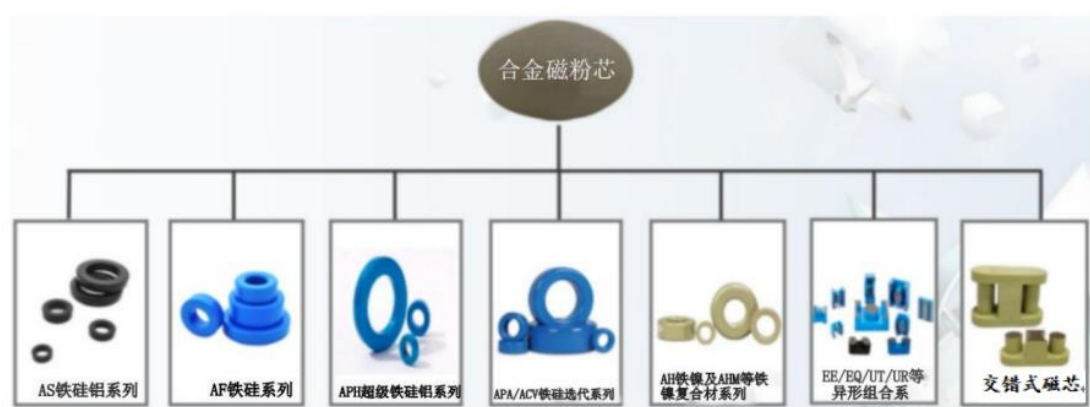 合金磁粉芯
AS铁硅铝系列
AF铁硅系列
APH超级铁硅铝系列
APA/ACV铁硅迭代系列
AH铁镍及AHM等铁
镍复合材系列
EE/EQ/UT/UR等
异形组合系
交错式磁芯